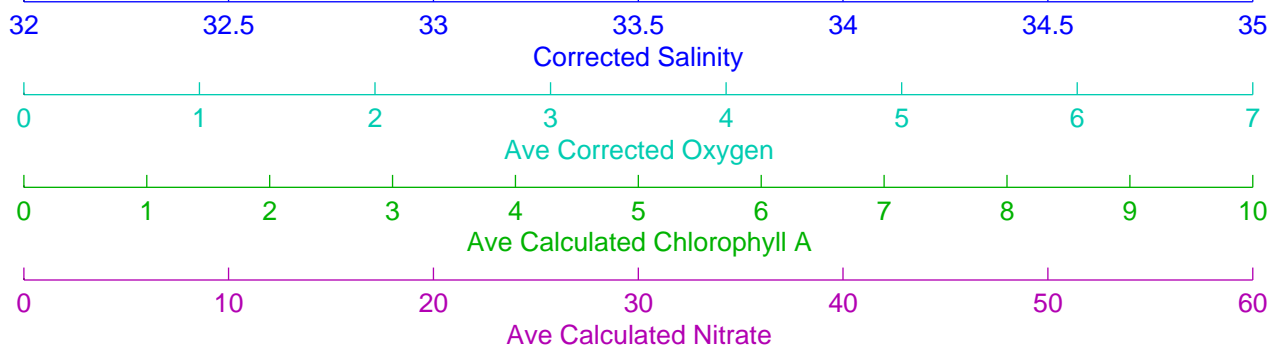 32 32.5 33 33.5 34 34.5 35
Corrected Salinity
0 1 2 3 4 5 6 7
Ave Corrected Oxygen
0 1 2 3 4 5 6 7 8 9 10
Ave Calculated Chlorophyll A
0 10 20 30 40 50 60
Ave Calculated Nitrate